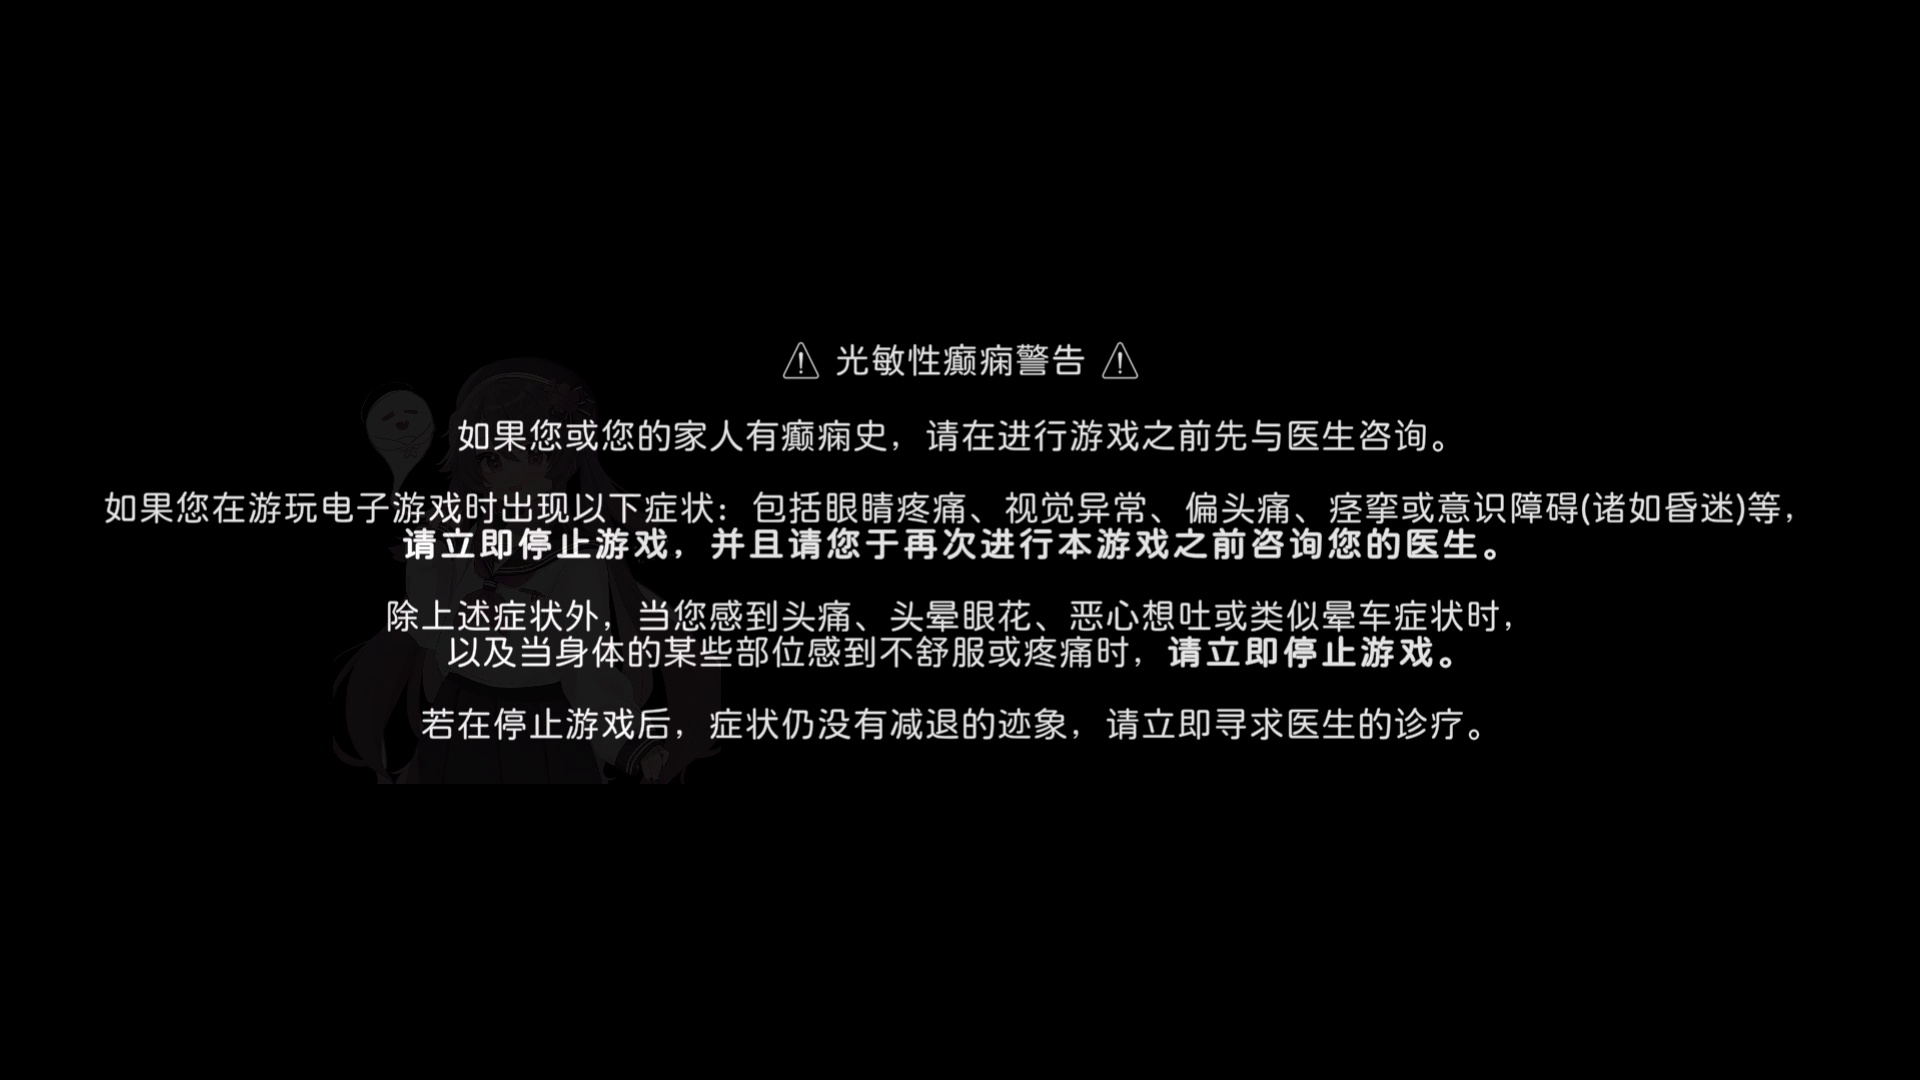 ⚠ 光敏性癫痫警告 ⚠
如果您或您的家人有癫痫史，请在进行游戏之前先与医生咨询。
如果您在游玩电子游戏时出现以下症状：包括眼睛疼痛、视觉异常、偏头痛、痉挛或意识障碍(诸如昏迷)等，
请立即停止游戏，并且请您于再次进行本游戏之前咨询您的医生。
除上述症状外，当您感到头痛、头晕眼花、恶心想吐或类似晕车症状时，
以及当身体的某些部位感到不舒服或疼痛时，请立即停止游戏。
若在停止游戏后，症状仍没有减退的迹象，请立即寻求医生的诊疗。